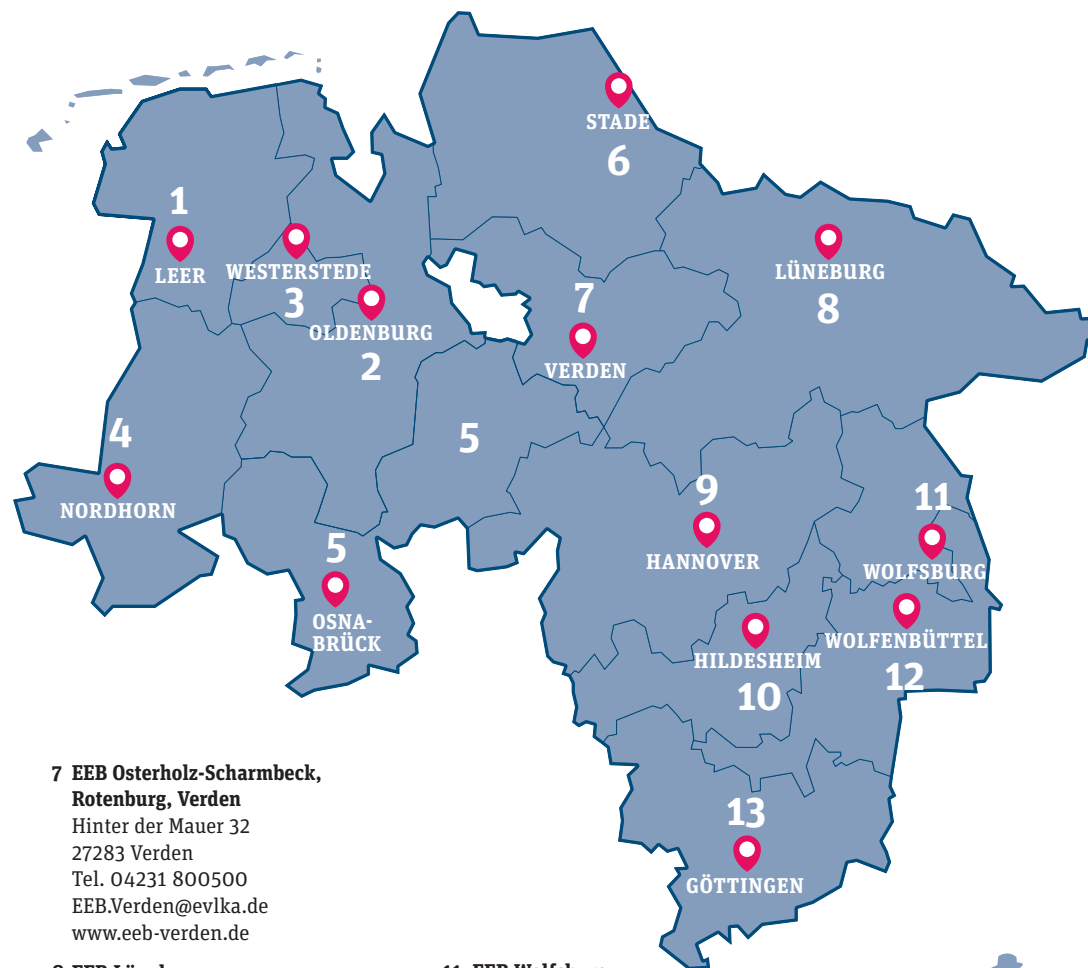 STADE
6
1
LEER
WESTERSTEDE
3
OLDENBURG
2
7
VERDEN
LÜNEBURG
8
4
NORDHORN
5
5
OSNA-
BRÜCK
9
HANNOVER
11
WOLFSBURG
WOLFENBÜTTEL
12
HILDESHEIM
10
13
GÖTTINGEN
7 EEB Osterholz-Scharmbeck,
Rotenburg, Verden
Hinter der Mauer 32
27283 Verden
Tel. 04231 800500
EEB.Verden@evlka.de
www.eeb-verden.de